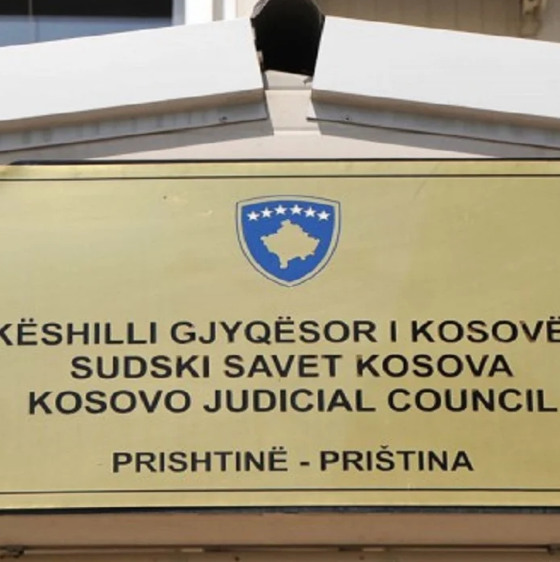 KËSHILLI GJYQËSOR I KOSOVË
SUDSKI SAVET KOSOVA
KOSOVO JUDICIAL COUNCIL
PRISHTINË - PRIŠTINA